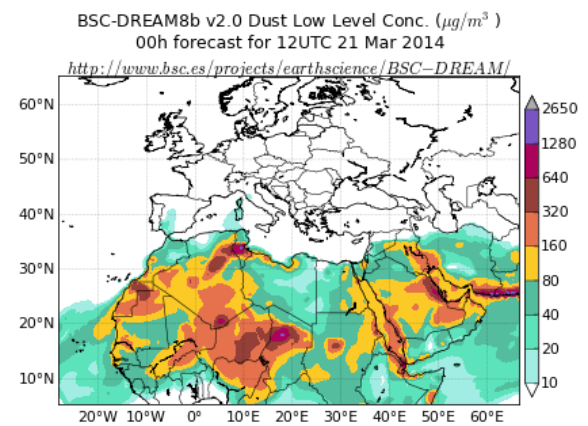 BSC-DREAM8b v2.0 Dust Low Level Conc. (μg/m³ )
00h forecast for 12UTC 21 Mar 2014
http://www.bsc.es/projects/earthscience/BSC−DREAM/
60°N
50°N
40°N
30°N
20°N
10°N
20°W 10°W 0° 10°E 20°E 30°E 40°E 50°E 60°E
2650
1280
640
320
160
80
40
20
10